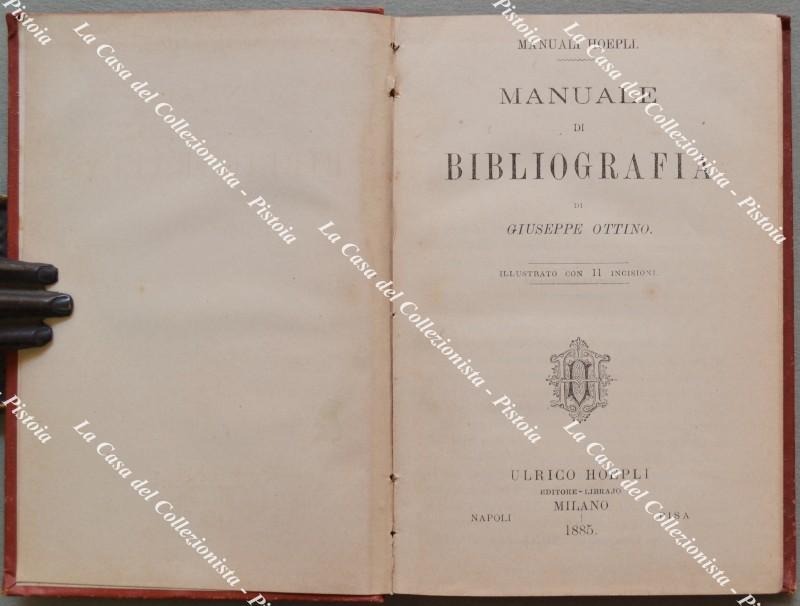 MANUALI HOEPLI.
MANUALE
DI
BIBLIOGRAFIA
DI
GIUSEPPE OTTINO.
ILLUSTRATO CON 11 INCISIONI.
ULRICO HOEPLI
EDITORE-LIBRAJO
MILANO
NAPOLI PISA
1885.
La Casa del Collezionista - Pistoia
La Casa del Collezionista - Pistoia
La Casa del Collezionista - Pistoia
La Casa del Collezionista - Pistoia
La Casa del Collezionista - Pistoia